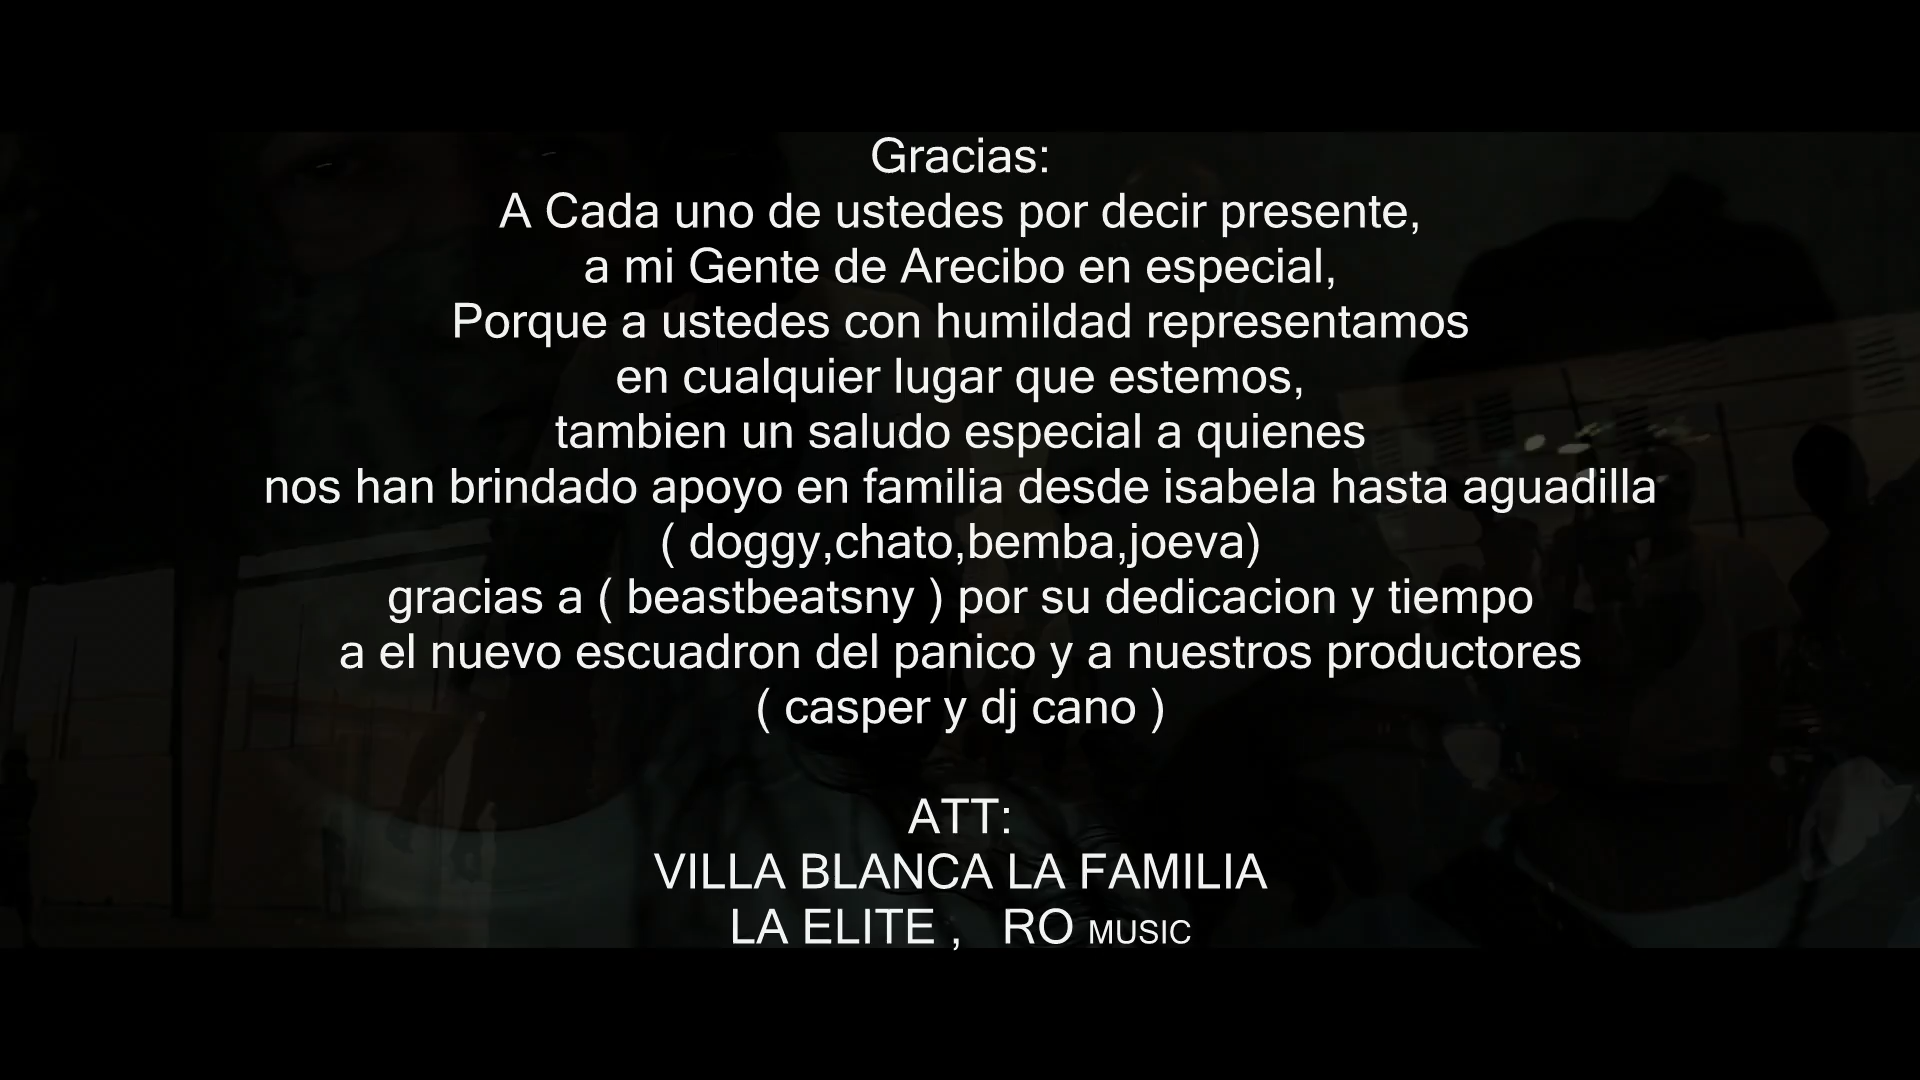 Gracias:
A Cada uno de ustedes por decir presente,
a mi Gente de Arecibo en especial,
Porque a ustedes con humildad representamos
en cualquier lugar que estemos,
tambien un saludo especial a quienes
nos han brindado apoyo en familia desde isabela hasta aguadilla
( doggy,chato,bemba,joeva)
gracias a ( beastbeatsny ) por su dedicacion y tiempo
a el nuevo escuadron del panico y a nuestros productores
( casper y dj cano )
ATT:
VILLA BLANCA LA FAMILIA
LA ELITE , RO MUSIC